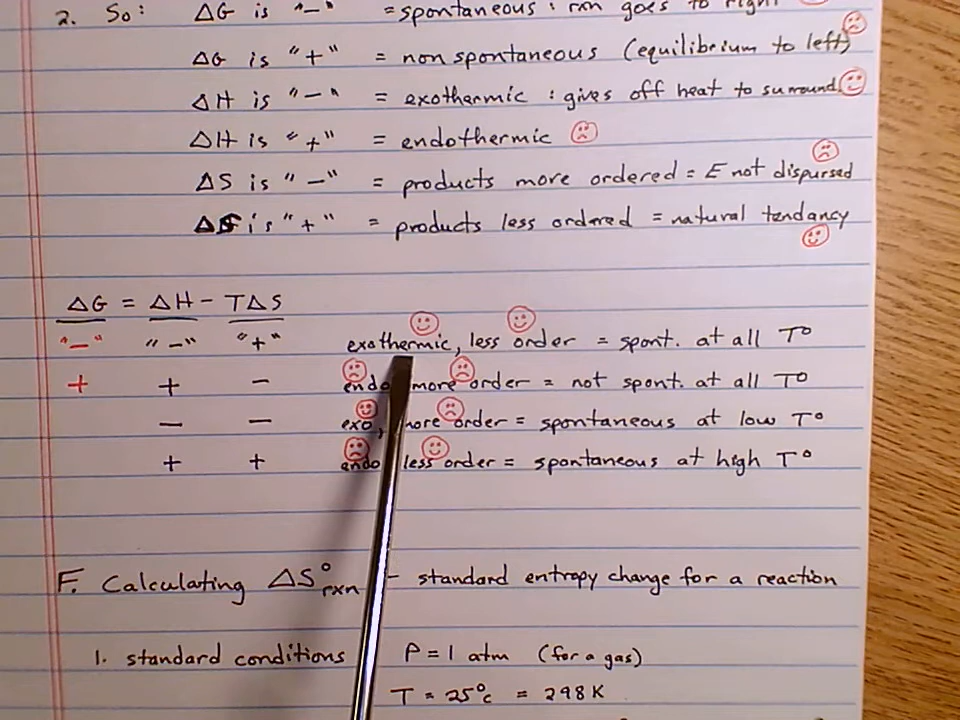 2. So: ΔG is "−" = spontaneous : rxn goes to right
ΔG is "+" = non spontaneous (equilibrium to left)
ΔH is "−" = exothermic : gives off heat to surround.
ΔH is "+" = endothermic
ΔS is "−" = products more ordered = E not dispursed
ΔS is "+" = products less ordered = natural tendancy
ΔG = ΔH − TΔS
"−" "−" "+" exothermic, less order = spont. at all T°
+ + − endo more order = not spont. at all T°
− − exo, more order = spontaneous at low T°
+ + endo less order = spontaneous at high T°
F. Calculating ΔS°rxn − standard entropy change for a reaction
1. standard conditions P = 1 atm (for a gas)
T = 25°C = 298 K